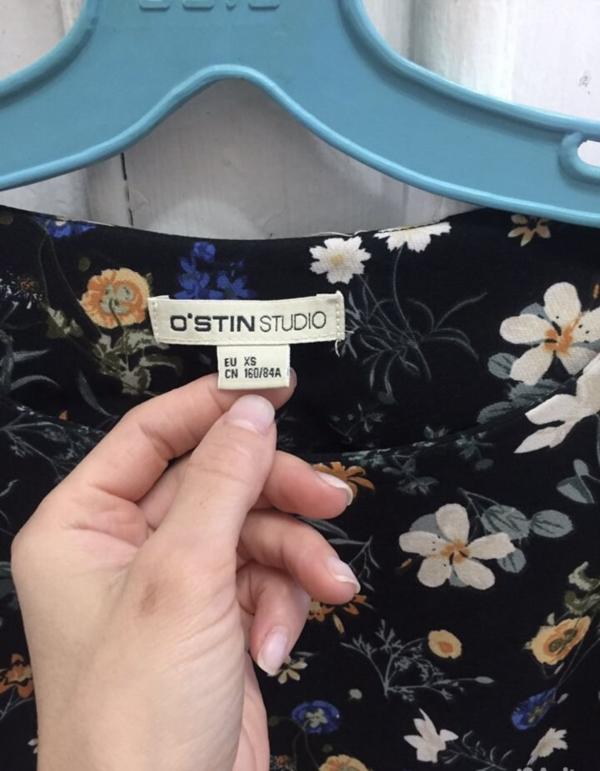 O'STIN STUDIO
EU XS
CN 160/84A